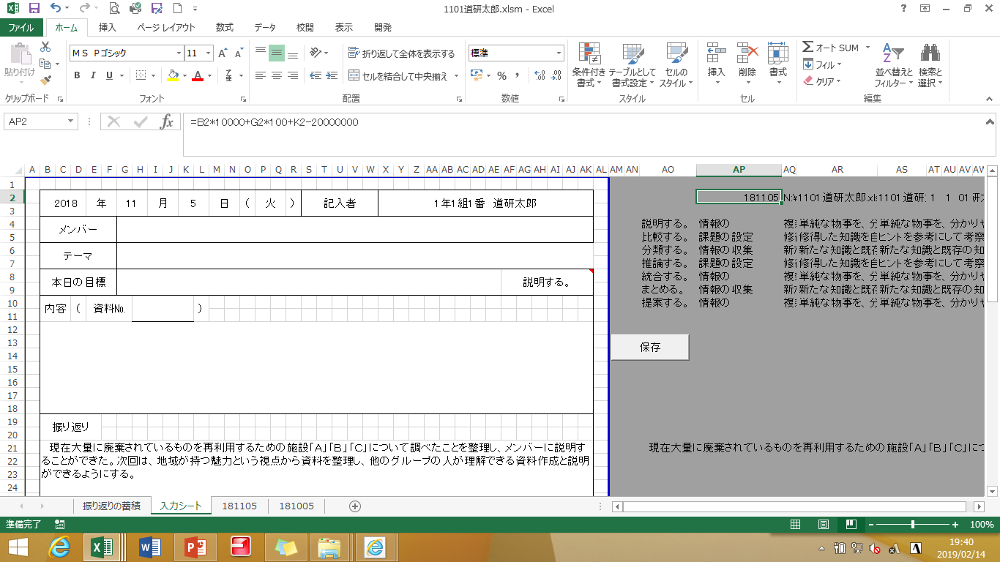 1101道研太郎.xlsm - Excel
ファイル ホーム 挿入 ページ レイアウト 数式 データ 校閲 表示 開発
貼り付け
クリップボード
ＭＳ Ｐゴシック 11
B I U
フォント
折り返して全体を表示する
セルを結合して中央揃え
配置
標準
数値
条件付き書式
テーブルとして書式設定
セルのスタイル
スタイル
挿入 削除 書式
セル
オート SUM
フィル
クリア
並べ替えとフィルター
検索と選択
編集
AP2 =B2*10000+G2*100+K2-20000000
A B C D E F G H I J K L M N O P Q R S T U V W X Y Z AA AB AC AD AE AF AG AH AI AJ AK AL AM AN AO AP AQ AR AS AT AU AV AW
1
2
3
4
5
6
7
8
9
10
11
12
13
14
15
16
17
18
19
20
21
22
23
24
2018 年 11 月 5 日 ( 火 ) 記入者 1年1組1番 道研太郎
メンバー
テーマ
本日の目標 説明する。
内容 ( 資料№ )
振り返り
現在大量に廃棄されているものを再利用するための施設「A」「B」「C」について調べたことを整理し、メンバーに説明す
ることができた。次回は、地域が持つ魅力という視点から資料を整理し、他のグループの人が理解できる資料作成と説明
ができるようにする。
181105 N:¥1101道研太郎.xls 1101道研 1 1 01
説明する。 情報の 単純な物事を、分 単純な物事を、分かりや
比較する。 課題の設定 修得した知識を自 ヒントを参考にして考察
分類する。 情報の収集 新たな知識と既存 新たな知識と既存の知
推論する。 課題の設定 修得した知識を自 ヒントを参考にして考察
統合する。 情報の 単純な物事を、分 単純な物事を、分かりや
まとめる。 情報の収集 新たな知識と既存 新たな知識と既存の知
提案する。 情報の 単純な物事を、分 単純な物事を、分かりや
保存
現在大量に廃棄されているものを再利用するための施設「A」「B」「C」に
振り返りの蓄積 入力シート 181105 181005
準備完了
100%
19:40
2019/02/14